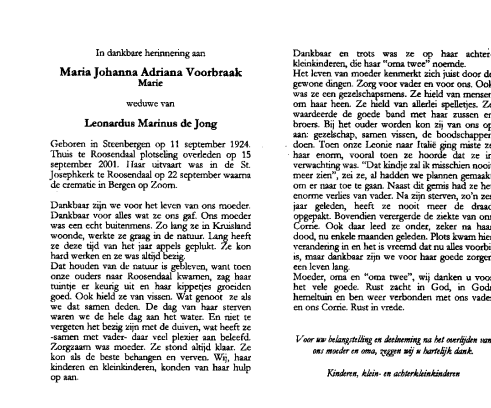 In dankbare herinnering aan
Maria Johanna Adriana Voorbraak
Marie
weduwe van
Leonardus Marinus de Jong
Geboren in Steenbergen op 11 september 1924.
Thuis te Roosendaal plotseling overleden op 15
september 2001. Haar uitvaart was in de St.
Josephkerk te Roosendaal op 22 september waarna
de crematie in Bergen op Zoom.
Dankbaar zijn we voor het leven van ons moeder.
Dankbaar voor alles wat ze ons gaf. Ons moeder
was een echt buitenmens. Zo lang ze in Kruisland
woonde, werkte ze graag in de natuur. Lang heeft
ze deze tijd van het jaar appels geplukt. Ze kon
hard werken en ze was altijd bezig.
Dat houden van de natuur is gebleven, want toen
onze ouders naar Roosendaal kwamen, zag haar
tuintje er keurig uit en haar kippetjes groeiden
goed. Ook hield ze van vissen. Wat genoot ze als
we dat samen deden. De dag van haar sterven
waren we de hele dag aan het water. En niet te
vergeten het bezig zijn met de duiven, wat heeft ze
-samen met vader- daar veel plezier aan beleefd.
Zorgzaam was moeder. Ze stond altijd klaar. Ze
kon als de beste behangen en verven. Wij, haar
kinderen en kleinkinderen, konden van haar hulp
op aan.
Dankbaar en trots was ze op haar achter-
kleinkinderen, die haar "oma twee" noemde.
Het leven van moeder kenmerkt zich juist door de
gewone dingen. Zorg voor vader en voor ons. Ook
was ze een gezelschapsmens. Ze hield van mensen
om haar heen. Ze hield van allerlei spelletjes. Ze
waardeerde de goede band met haar zussen en
broers. Bij het ouder worden kon zij van ons op
aan: gezelschap, samen vissen, de boodschappen
doen. Toen onze Leonie naar Italië ging miste ze
haar enorm, vooral toen ze hoorde dat ze in
verwachting was. "Dat kindje zal ik misschien nooit
meer zien", zei ze, al hadden we plannen gemaakt
om er naar toe te gaan. Naast dit gemis had ze het
enorme verlies van vader. Na zijn sterven, zo'n zes
jaar geleden, heeft ze nooit meer de draad
opgepakt. Bovendien verergerde de ziekte van ons
Corrie. Ook daar leed ze onder, zeker na haar
dood, nu enkele maanden geleden. Plots kwam hier
verandering in en het is vreemd dat nu alles voorbij
is, maar dankbaar zijn we voor haar goede zorgen
een leven lang.
Moeder, oma en "oma twee", wij danken u voor
het vele goede. Rust zacht in God, in Gods
hemeltuin en ben weer verbonden met ons vader
en ons Corrie. Rust in vrede.
Voor uw belangstelling en deelneming na het overlijden van
ons moeder en oma, zeggen wij u hartelijk dank.
Kinderen, klein- en achterkleinkinderen